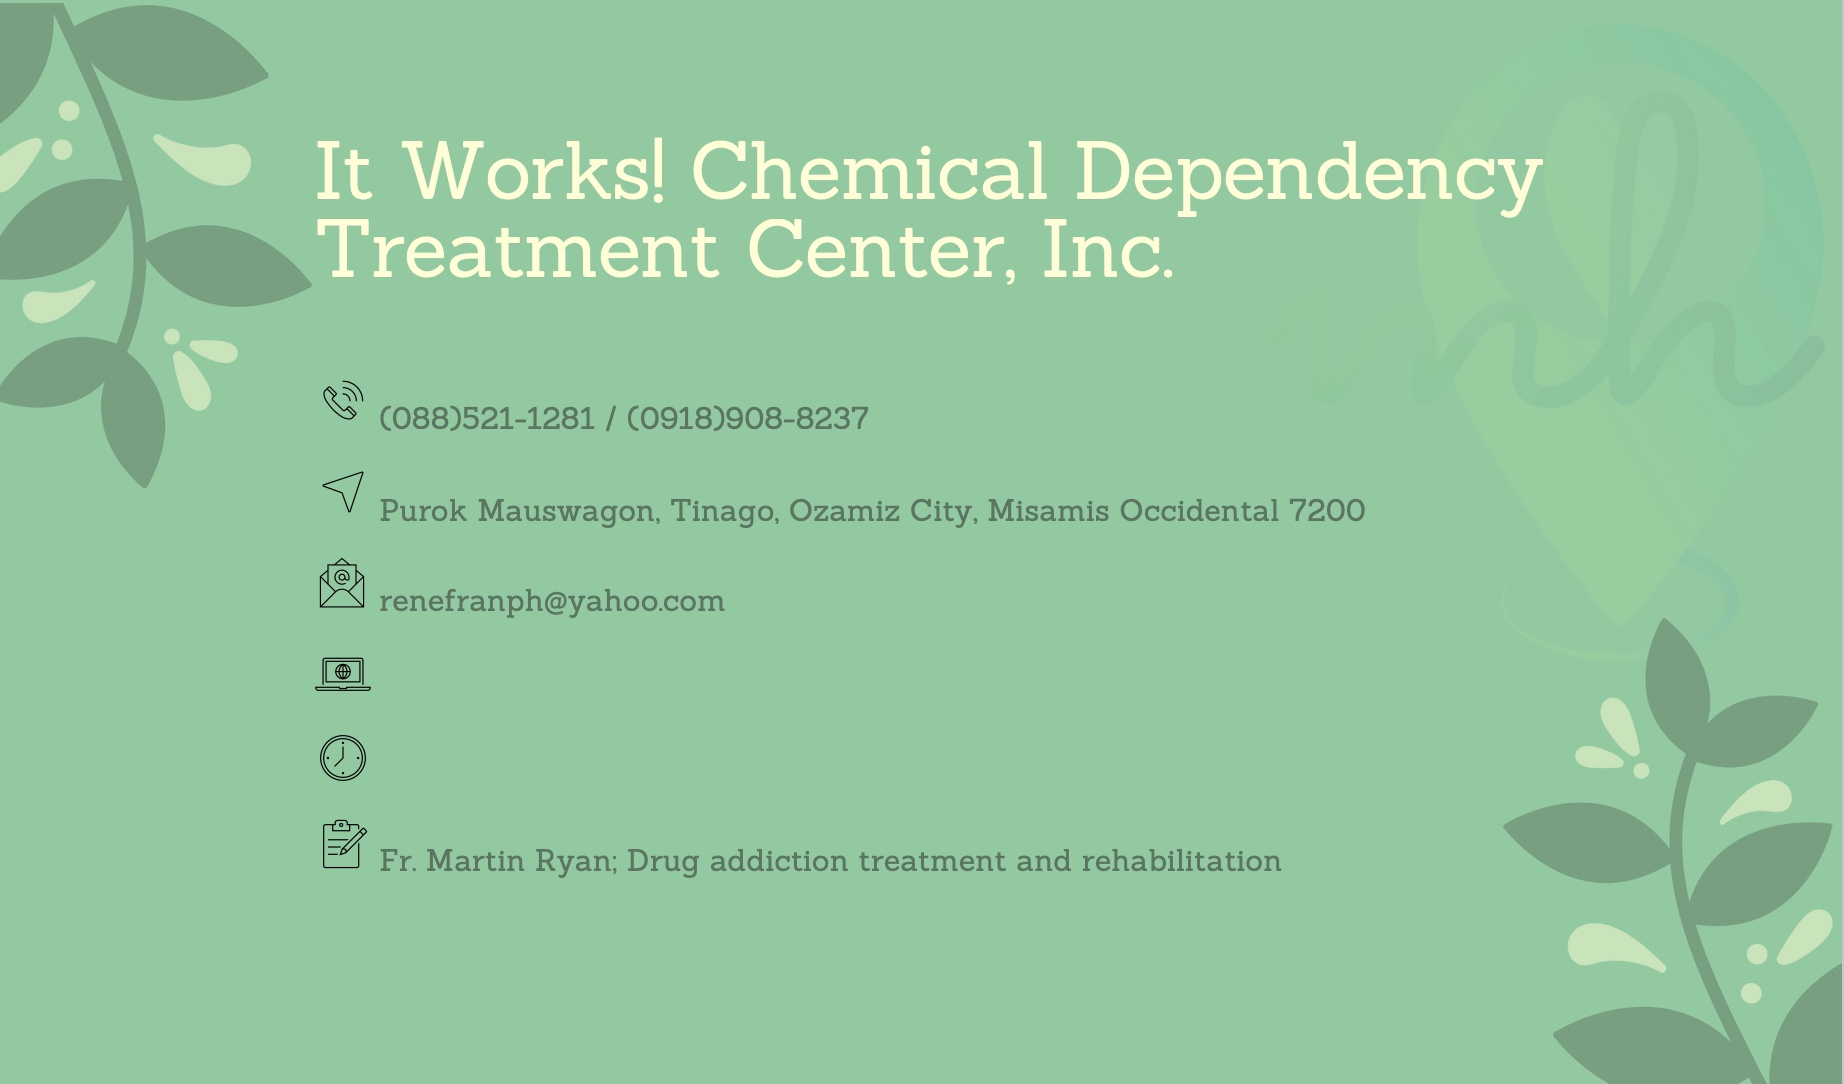 It Works! Chemical Dependency
Treatment Center, Inc.
(088)521-1281 / (0918)908-8237
Purok Mauswagon, Tinago, Ozamiz City, Misamis Occidental 7200
renefranph@yahoo.com
Fr. Martin Ryan; Drug addiction treatment and rehabilitation